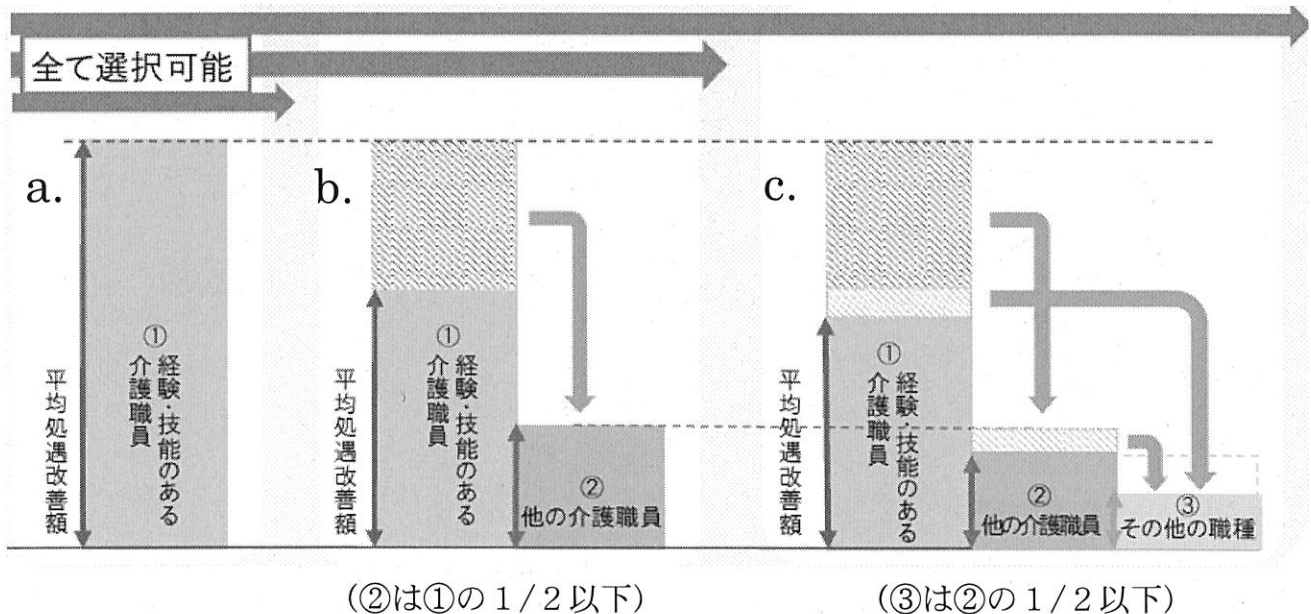 全て選択可能
a.
平均処遇改善額
①
経験・技能のある
介護職員
b.
平均処遇改善額
①
経験・技能のある
介護職員
②
他の介護職員
(②は①の1/2以下)
c.
平均処遇改善額
①
経験・技能のある
介護職員
②
他の介護職員
③
その他の職種
(③は②の1/2以下)